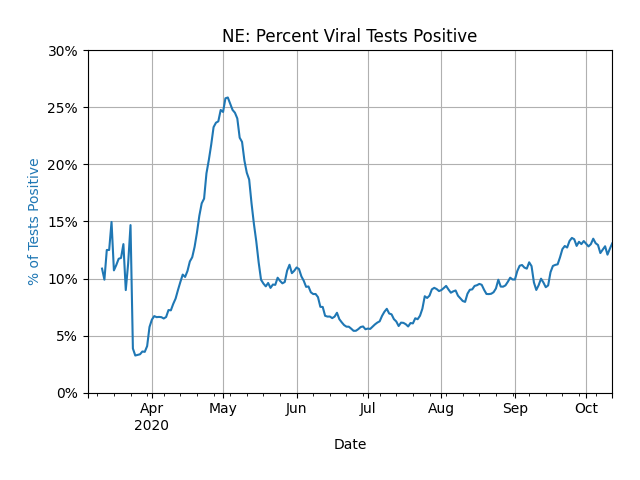 NE: Percent Viral Tests Positive
30%
25%
20%
15%
10%
5%
0%
% of Tests Positive
Apr May Jun Jul Aug Sep Oct
2020
Date